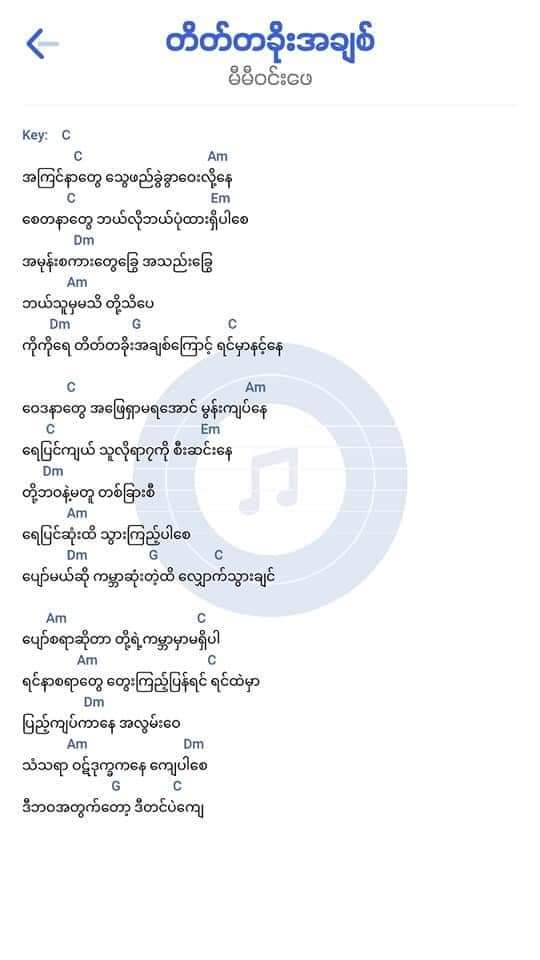 တိတ်တခိုးအချစ်
မီမီဝင်းဖေ
Key: C
C Am
အကြင်နာတွေ သွေဖည်ခွဲခွာဝေးလို့နေ
C Em
စေတနာတွေ ဘယ်လိုဘယ်ပုံထားရှိပါစေ
Dm
အမုန်းစကားတွေခြွေ အသည်းခြွေ
Am
ဘယ်သူမှမသိ တို့သိပေ
Dm G C
ကိုကိုရေ တိတ်တခိုးအချစ်ကြောင့် ရင်မှာနင့်နေ
C Am
ဝေဒနာတွေ အဖြေရှာမရအောင် မွန်းကျပ်နေ
C Em
ရေပြင်ကျယ် သူလိုရာ၇ကို စီးဆင်းနေ
Dm
တို့ဘဝနဲ့မတူ တစ်ခြားစီ
Am
ရေပြင်ဆုံးထိ သွားကြည့်ပါစေ
Dm G C
ပျော်မယ်ဆို ကမ္ဘာဆုံးတဲ့ထိ လျှောက်သွားချင်
Am C
ပျော်စရာဆိုတာ တို့ရဲ့ကမ္ဘာမှာမရှိပါ
Am C
ရင်နာစရာတွေ တွေးကြည့်ပြန်ရင် ရင်ထဲမှာ
Dm
ပြည့်ကျပ်ကာနေ အလွမ်းဝေ
Am Dm
သံသရာ ဝဋ်ဒုက္ခကနေ ကျေပါစေ
G C
ဒီဘဝအတွက်တော့ ဒီတင်ပဲကျေ